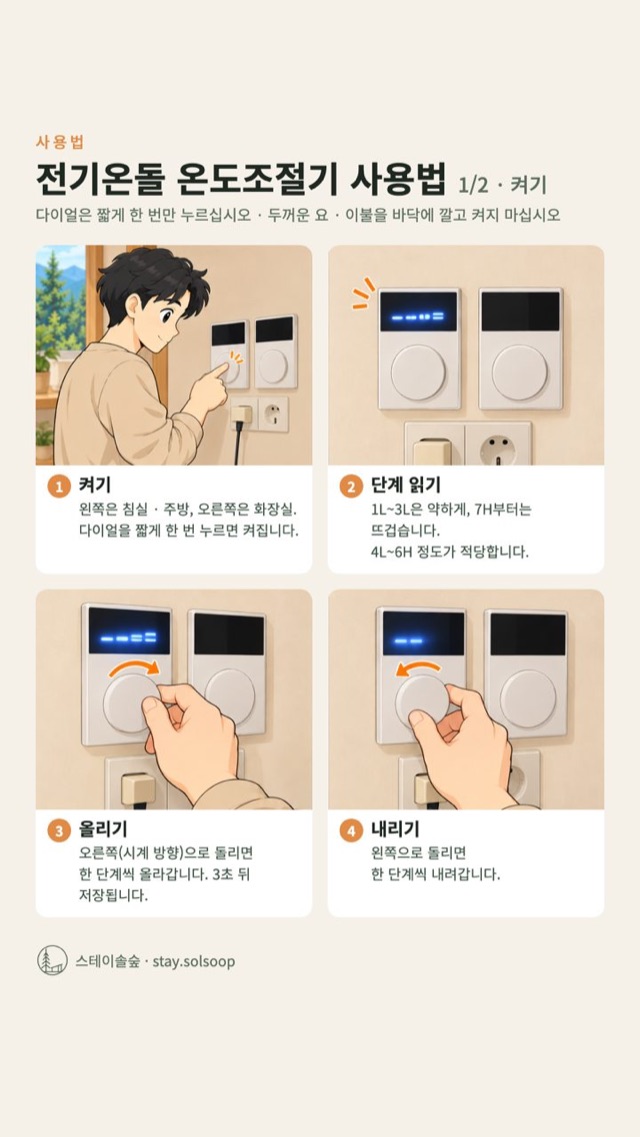 사용법
전기온돌 온도조절기 사용법 1/2 · 켜기
다이얼은 짧게 한 번만 누르십시오 · 두꺼운 요 · 이불을 바닥에 깔고 켜지 마십시오
1 켜기
왼쪽은 침실 · 주방, 오른쪽은 화장실.
다이얼을 짧게 한 번 누르면 켜집니다.
2 단계 읽기
1L~3L은 약하게, 7H부터는
뜨겁습니다.
4L~6H 정도가 적당합니다.
3 올리기
오른쪽(시계 방향)으로 돌리면
한 단계씩 올라갑니다. 3초 뒤
저장됩니다.
4 내리기
왼쪽으로 돌리면
한 단계씩 내려갑니다.
스테이솔숲 · stay.solsoop